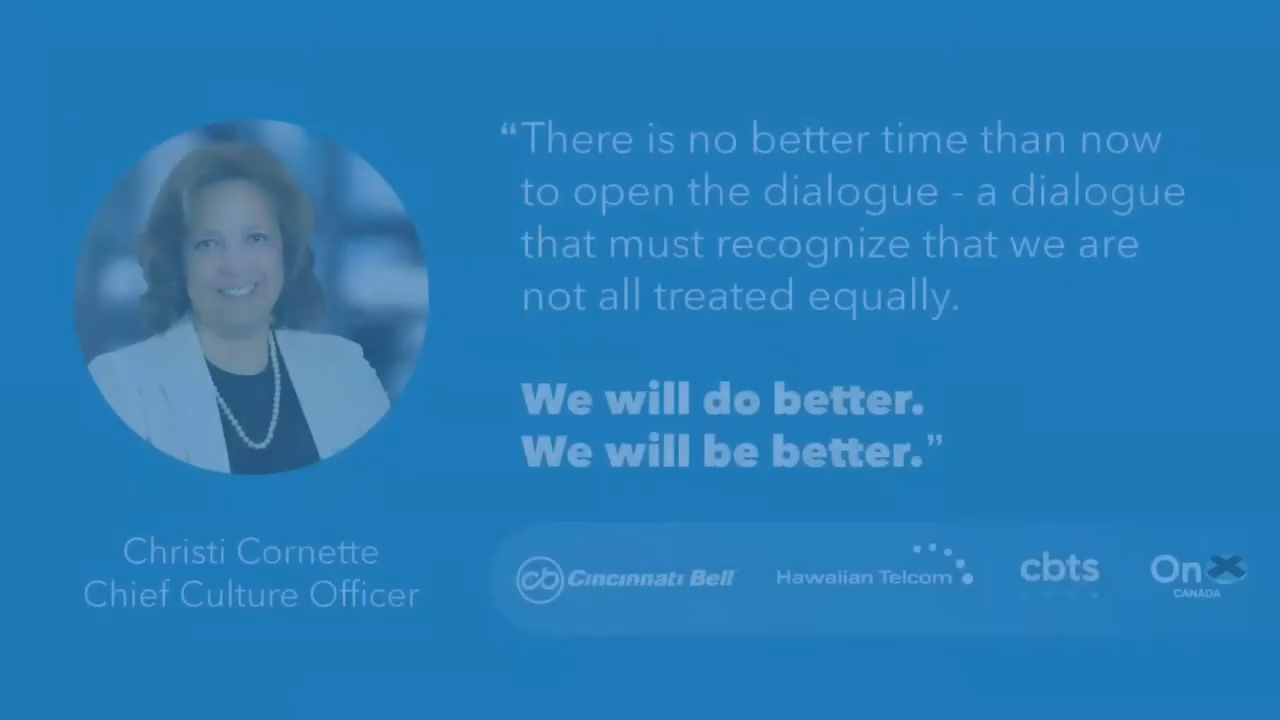 “There is no better time than now
to open the dialogue - a dialogue
that must recognize that we are
not all treated equally.
We will do better.
We will be better.”
Christi Cornette
Chief Culture Officer
cb Cincinnati Bell
Hawaiian Telcom
cbts
OnX
CANADA